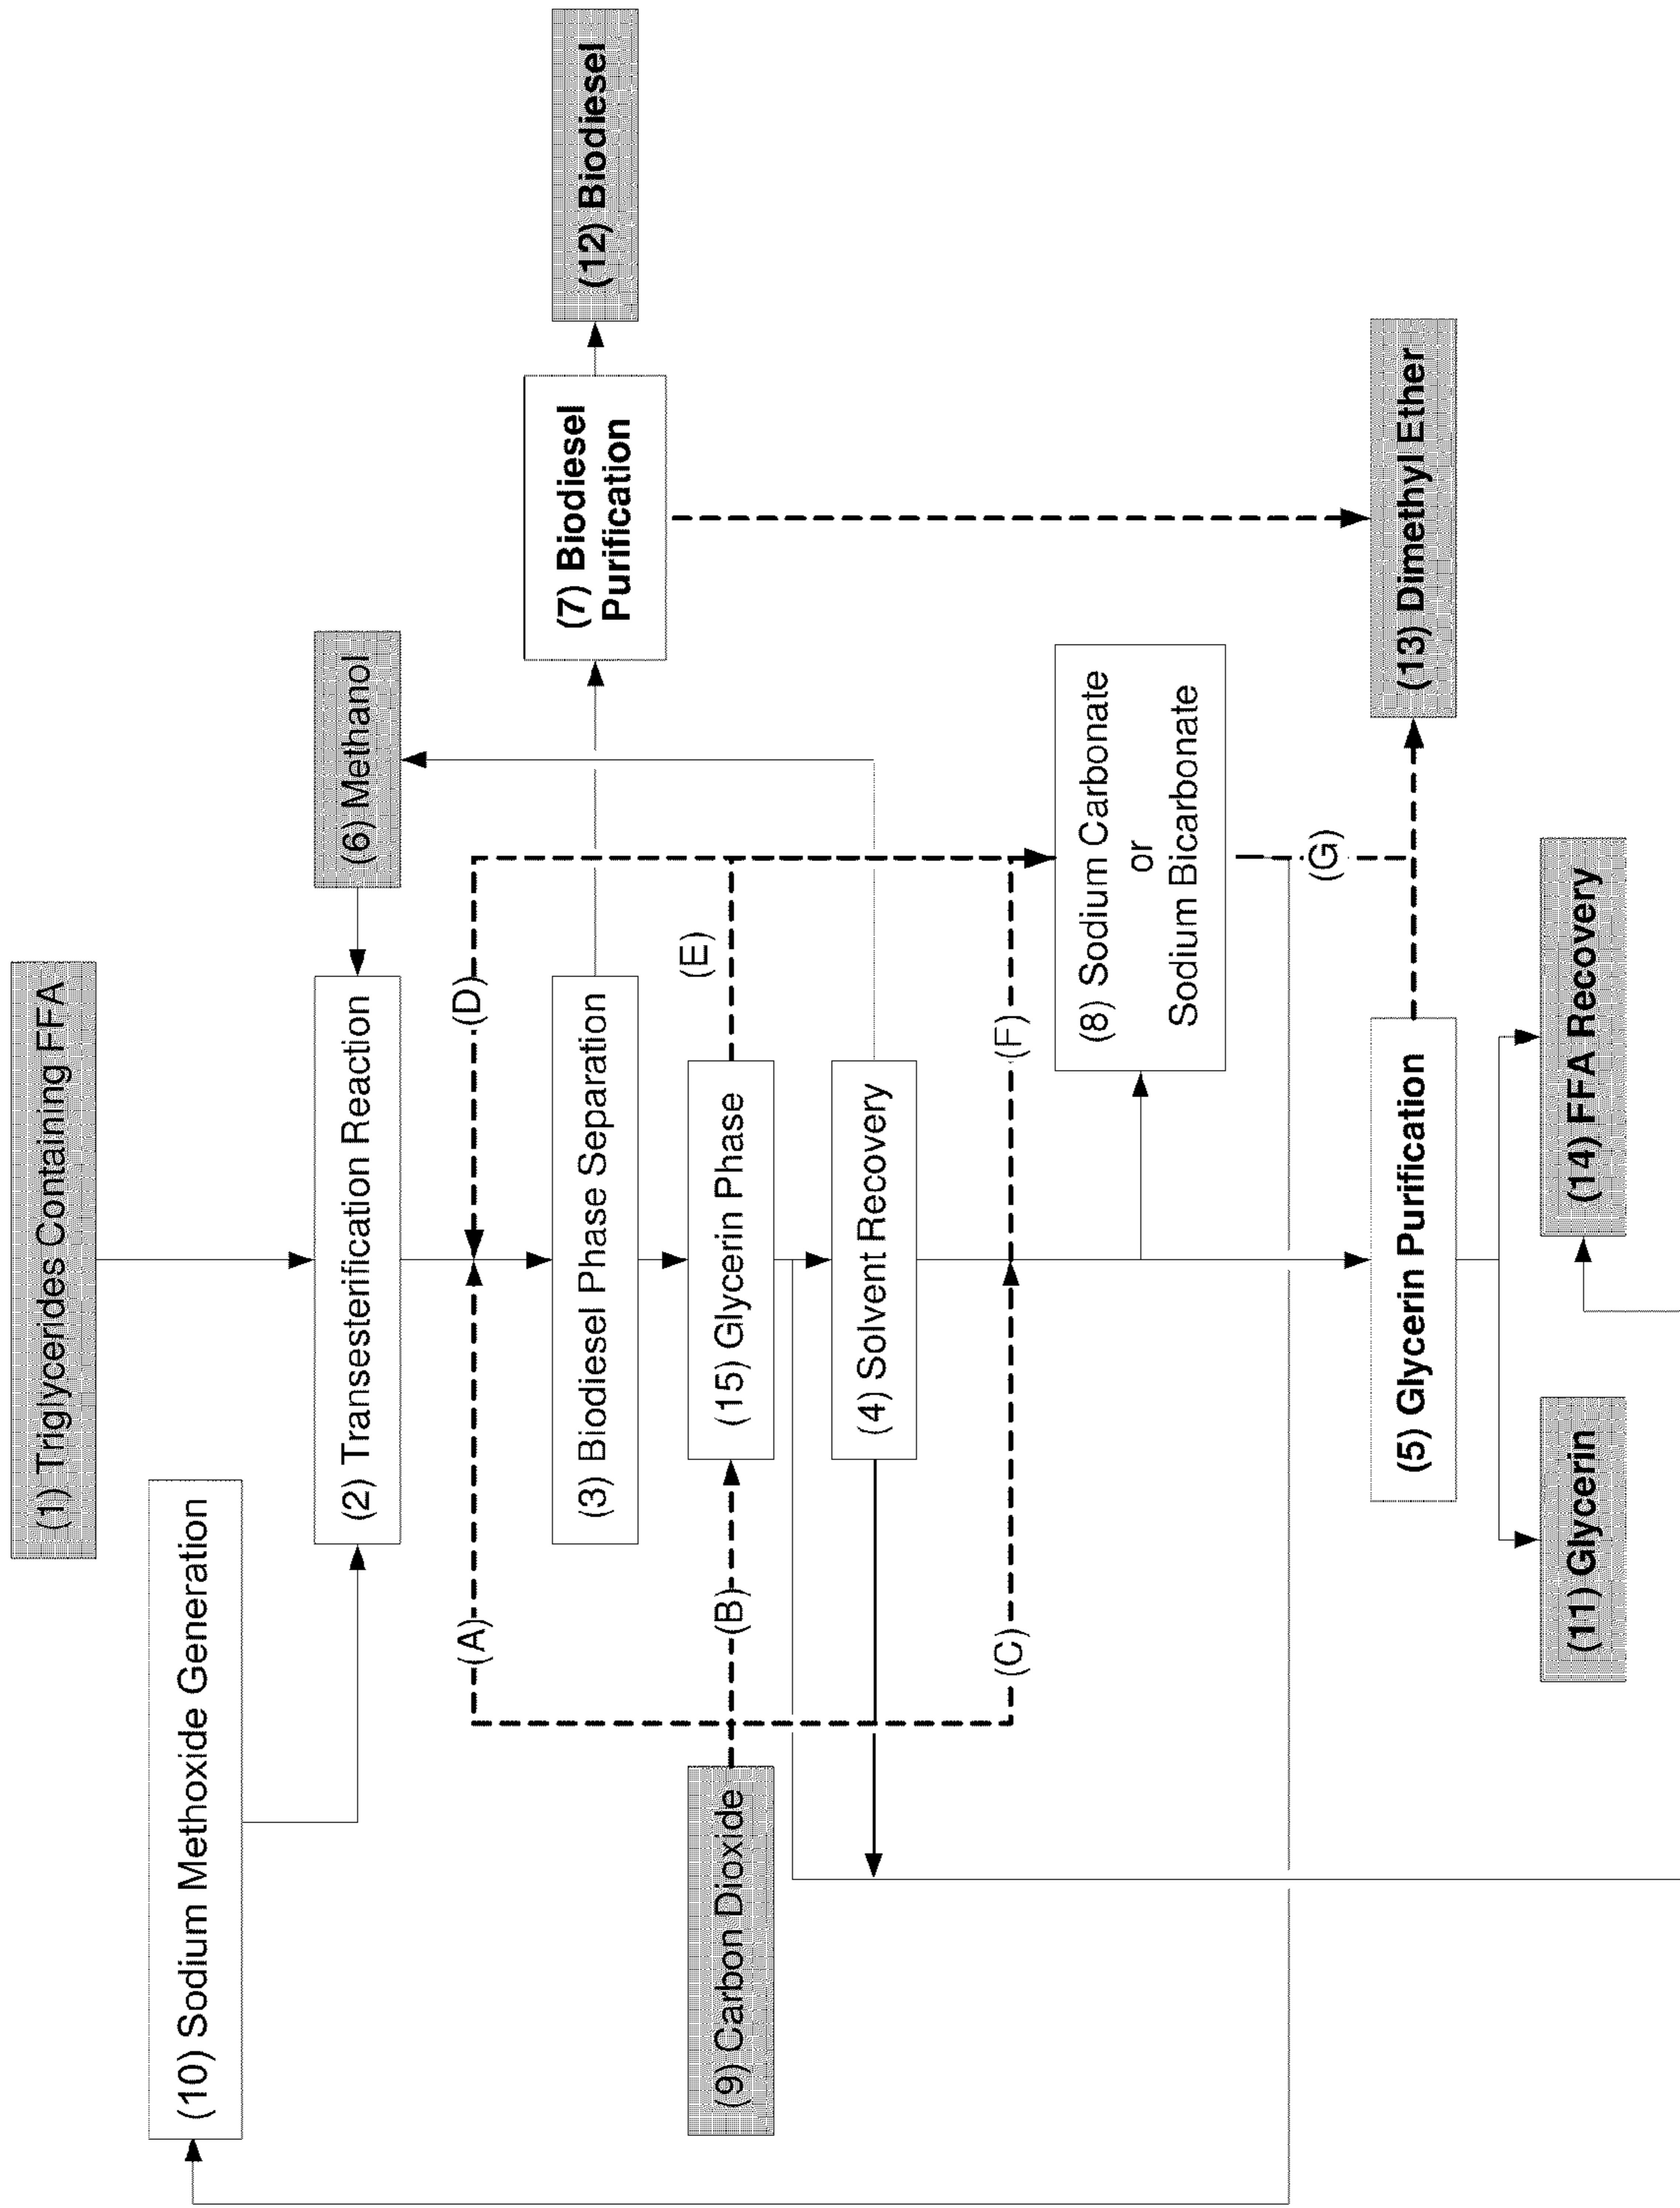 (1) Triglycerides Containing FFA
(10) Sodium Methoxide Generation
(2) Transesterification Reaction
(6) Methanol
(A)
(D)
(3) Biodiesel Phase Separation
(7) Biodiesel
Purification
(12) Biodiesel
(9) Carbon Dioxide
(B)
(15) Glycerin Phase
(E)
(4) Solvent Recovery
(C)
(F)
(8) Sodium Carbonate
or
Sodium Bicarbonate
(G)
(5) Glycerin Purification
(13) Dimethyl Ether
(11) Glycerin
(14) FFA Recovery